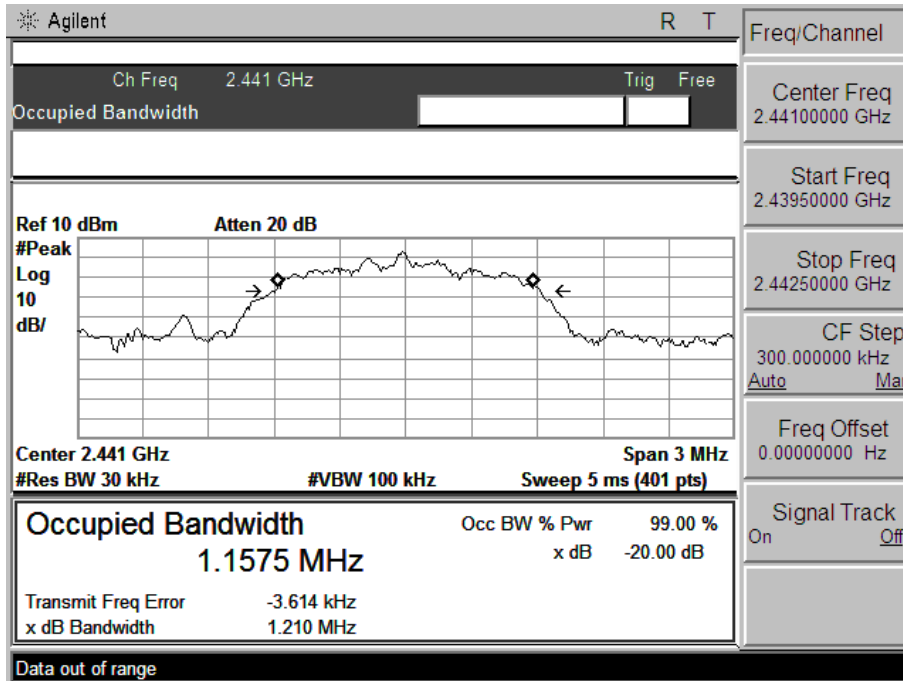 Agilent R T
Ch Freq 2.441 GHz Trig Free
Occupied Bandwidth
Ref 10 dBm Atten 20 dB
#Peak
Log
10
dB/
Center 2.441 GHz Span 3 MHz
#Res BW 30 kHz #VBW 100 kHz Sweep 5 ms (401 pts)
Occupied Bandwidth
1.1575 MHz
Occ BW % Pwr 99.00 %
x dB -20.00 dB
Transmit Freq Error -3.614 kHz
x dB Bandwidth 1.210 MHz
Data out of range
Freq/Channel
Center Freq
2.44100000 GHz
Start Freq
2.43950000 GHz
Stop Freq
2.44250000 GHz
CF Step
300.000000 kHz
Auto Man
Freq Offset
0.00000000 Hz
Signal Track
On Off